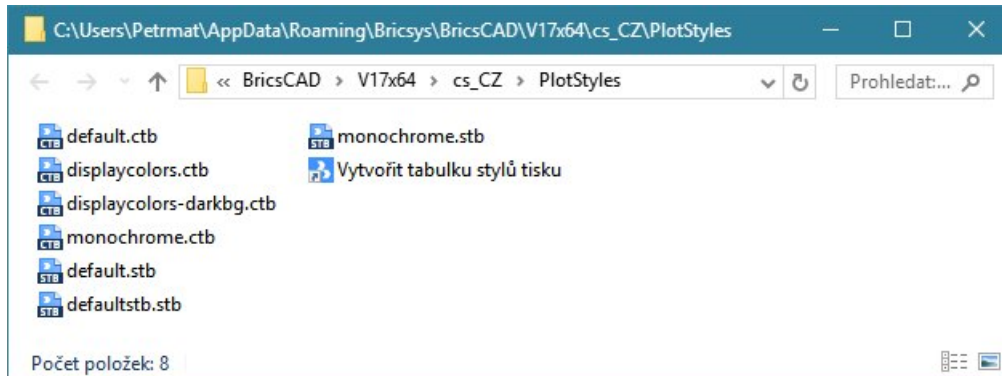 C:\Users\Petrmat\AppData\Roaming\Bricsys\BricsCAD\V17x64\cs_CZ\PlotStyles
« BricsCAD > V17x64 > cs_CZ > PlotStyles
Prohledat:...
default.ctb
displaycolors.ctb
displaycolors-darkbg.ctb
monochrome.ctb
default.stb
defaultstb.stb
monochrome.stb
Vytvořit tabulku stylů tisku
Počet položek: 8